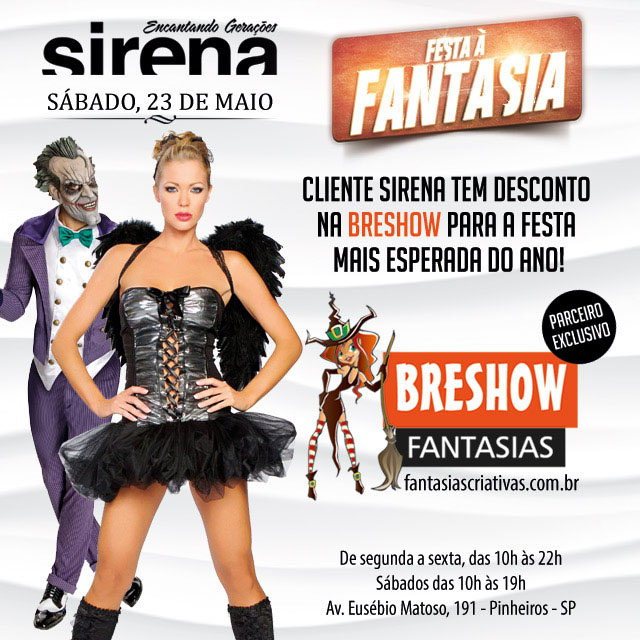 Encantando Gerações
sirena
SÁBADO, 23 DE MAIO
FESTA À
FANTASIA
CLIENTE SIRENA TEM DESCONTO
NA BRESHOW PARA A FESTA
MAIS ESPERADA DO ANO!
PARCEIRO
EXCLUSIVO
BRESHOW
FANTASIAS
fantasiascriativas.com.br
De segunda a sexta, das 10h às 22h
Sábados das 10h às 19h
Av. Eusébio Matoso, 191 - Pinheiros - SP